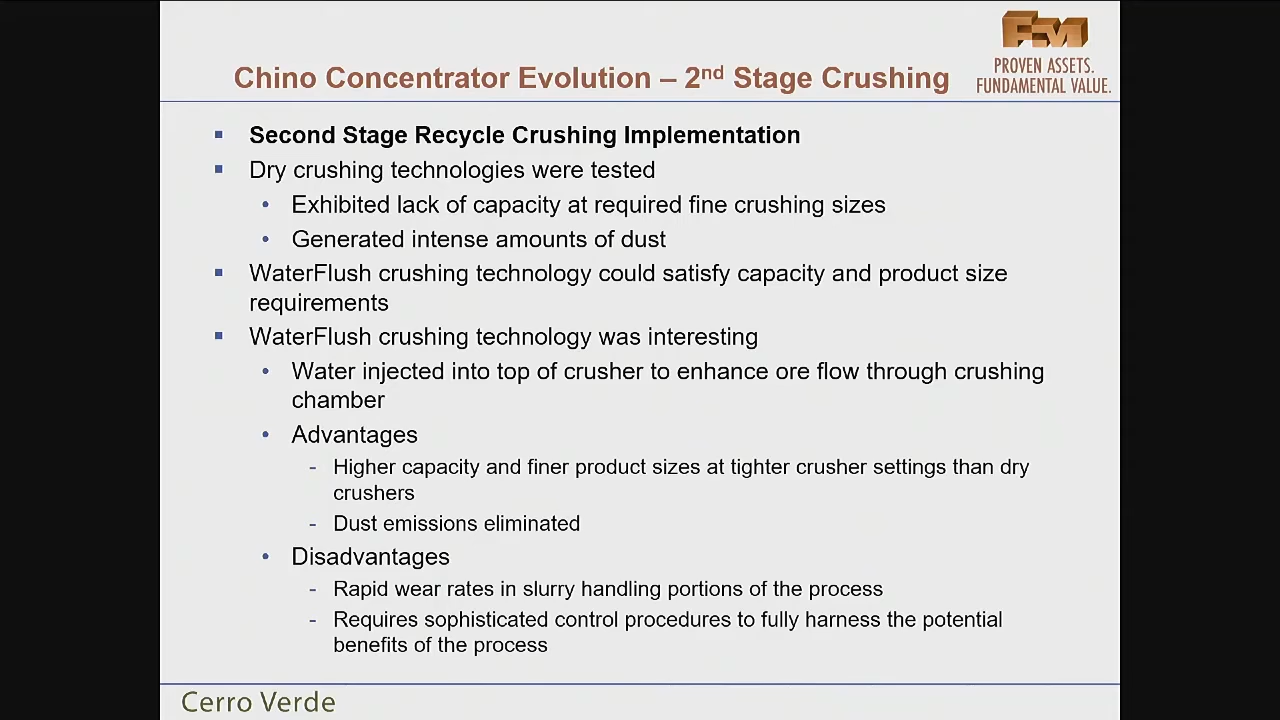 FM
PROVEN ASSETS.
FUNDAMENTAL VALUE.
Chino Concentrator Evolution – 2nd Stage Crushing
Second Stage Recycle Crushing Implementation
Dry crushing technologies were tested
Exhibited lack of capacity at required fine crushing sizes
Generated intense amounts of dust
WaterFlush crushing technology could satisfy capacity and product size
requirements
WaterFlush crushing technology was interesting
Water injected into top of crusher to enhance ore flow through crushing
chamber
Advantages
- Higher capacity and finer product sizes at tighter crusher settings than dry
crushers
- Dust emissions eliminated
Disadvantages
- Rapid wear rates in slurry handling portions of the process
- Requires sophisticated control procedures to fully harness the potential
benefits of the process
Cerro Verde